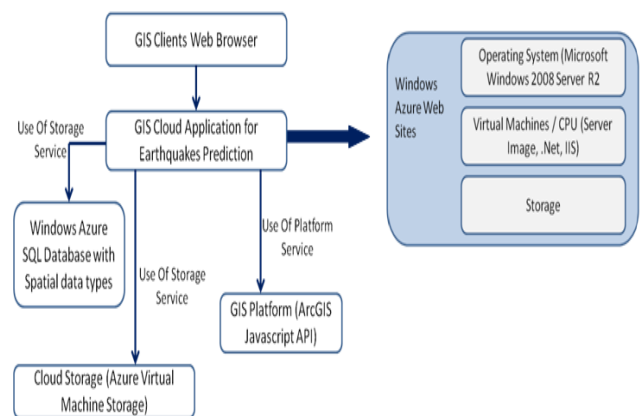 GIS Clients Web Browser
GIS Cloud Application for
Earthquakes Prediction
Use Of Storage
Service
Windows Azure
SQL Database with
Spatial data types
Use Of Storage
Service
Cloud Storage (Azure Virtual
Machine Storage)
Use Of Platform
Service
GIS Platform (ArcGIS
Javascript API)
Windows
Azure Web
Sites
Operating System (Microsoft
Windows 2008 Server R2
Virtual Machines / CPU (Server
Image, .Net, IIS)
Storage